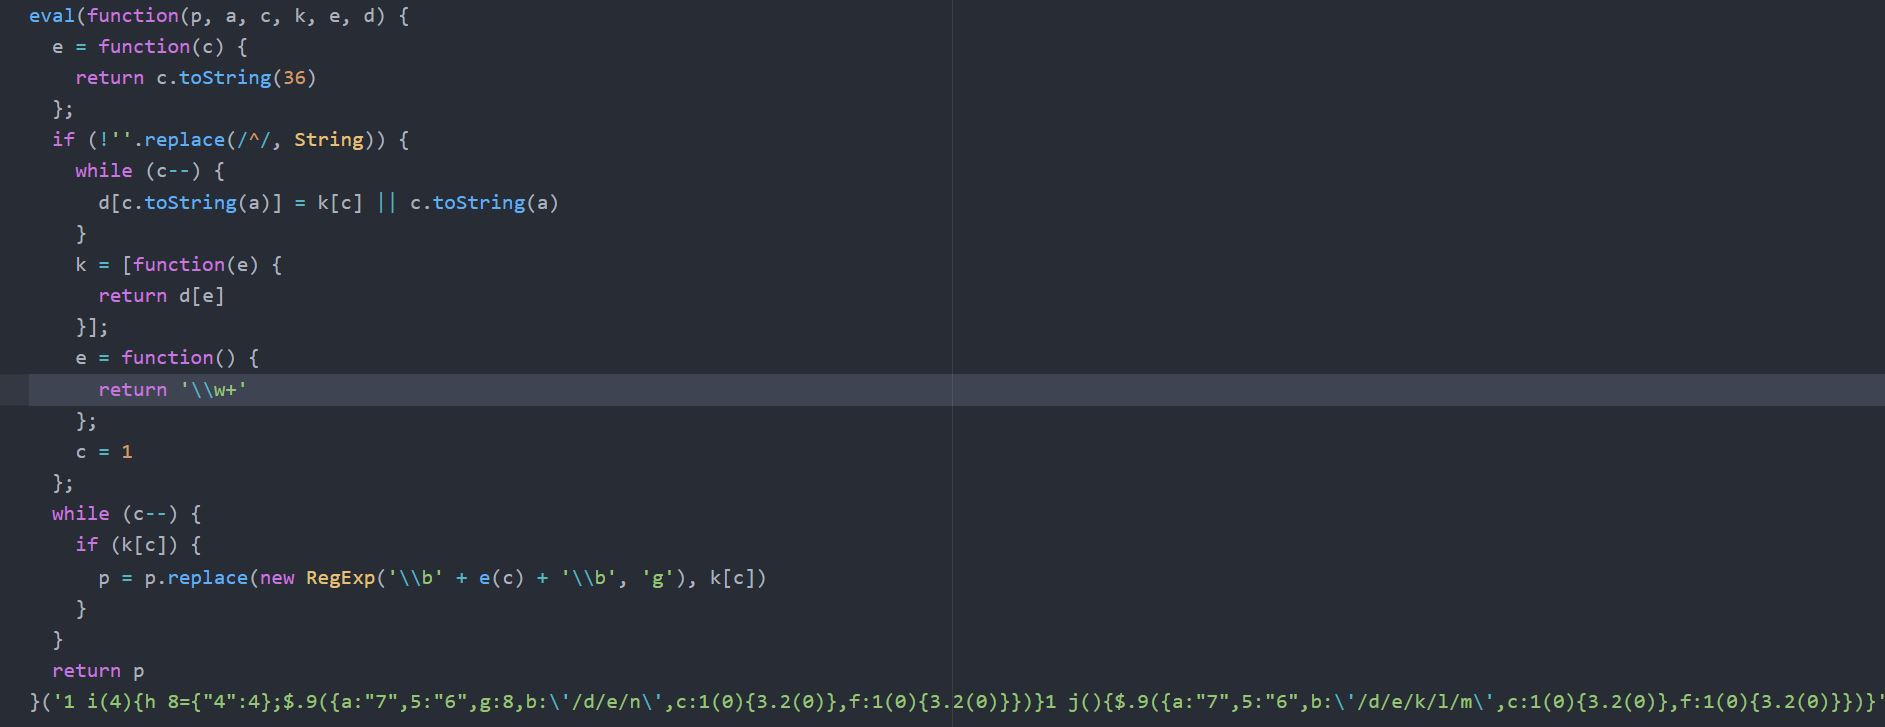 eval(function(p, a, c, k, e, d) {
  e = function(c) {
    return c.toString(36)
  };
  if (!''.replace(/^/, String)) {
    while (c--) {
      d[c.toString(a)] = k[c] || c.toString(a)
    }
    k = [function(e) {
      return d[e]
    }];
    e = function() {
      return '\\w+'
    };
    c = 1
  };
  while (c--) {
    if (k[c]) {
      p = p.replace(new RegExp('\\b' + e(c) + '\\b', 'g'), k[c])
    }
  }
  return p
}('1 i(4){h 8={"4":4};$.9({a:"7",5:"6",g:8,b:\'/d/e/n\',c:1(0){3.2(0)},f:1(0){3.2(0)}})}1 j(){$.9({a:"7",5:"6",b:\'/d/e/k/l/m\',c:1(0){3.2(0)},f:1(0){3.2(0)}})}'